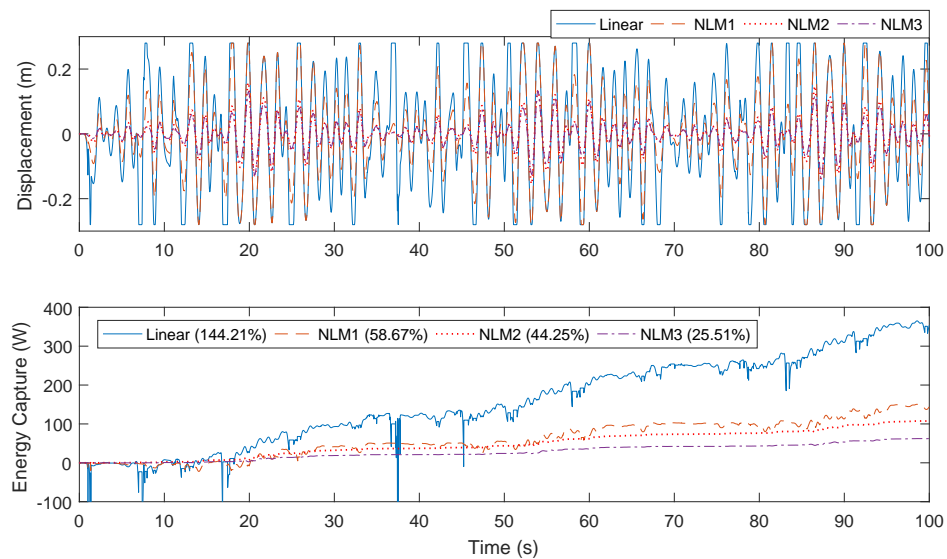 Linear NLM1 NLM2 NLM3
Displacement (m)
0.2
0
-0.2
0 10 20 30 40 50 60 70 80 90 100
Energy Capture (W)
400
300
200
100
0
-100
Linear (144.21%) NLM1 (58.67%) NLM2 (44.25%) NLM3 (25.51%)
0 10 20 30 40 50 60 70 80 90 100
Time (s)